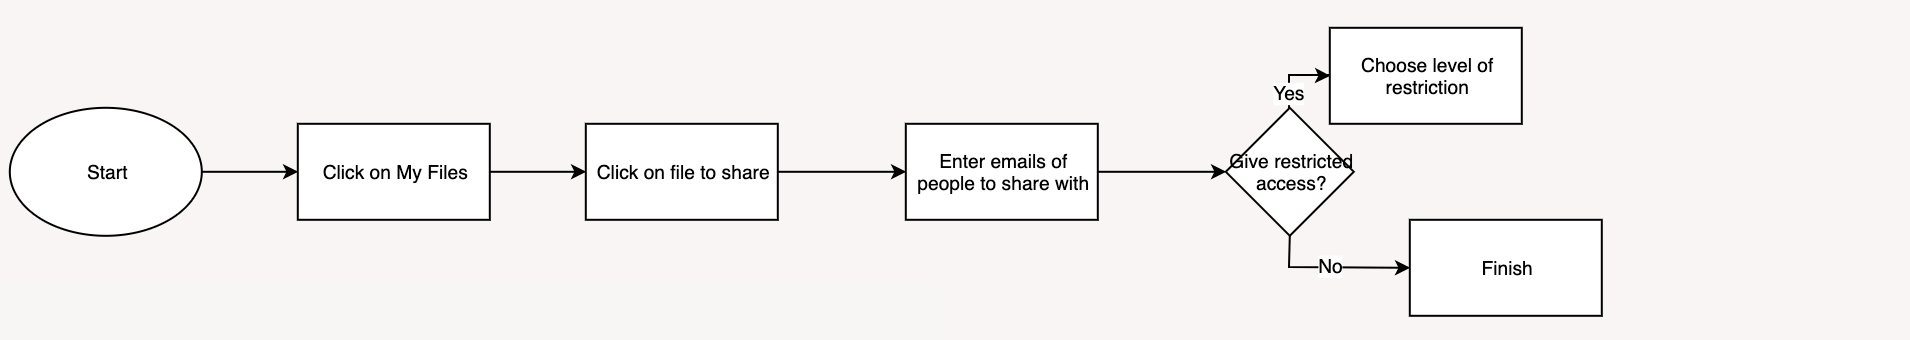 Start
Click on My Files
Click on file to share
Enter emails of
people to share with
Give restricted
access?
Yes
Choose level of
restriction
No
Finish